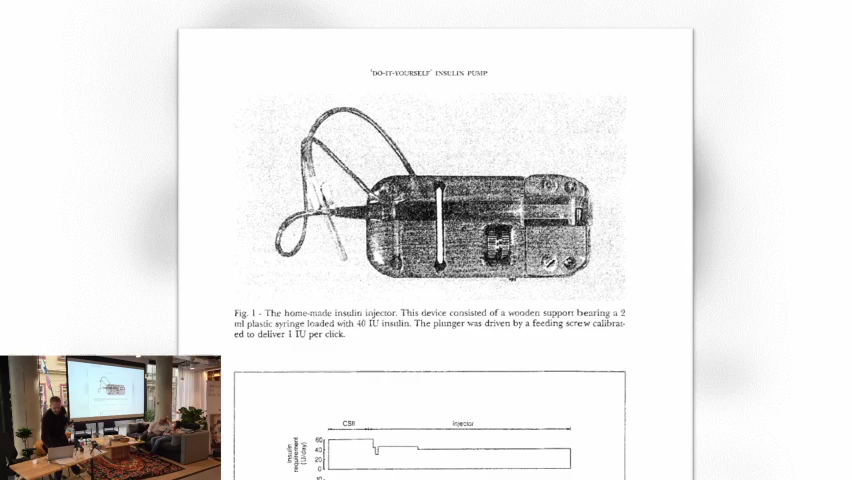 'DO-IT-YOURSELF' INSULIN PUMP
Fig. 1 - The home-made insulin injector. This device consisted of a wooden support bearing a 2
ml plastic syringe loaded with 40 IU insulin. The plunger was driven by a feeding screw calibrat-
ed to deliver 1 IU per click.
CSII
injector
Insulin
requirement
(U/day)
60
40
20
0